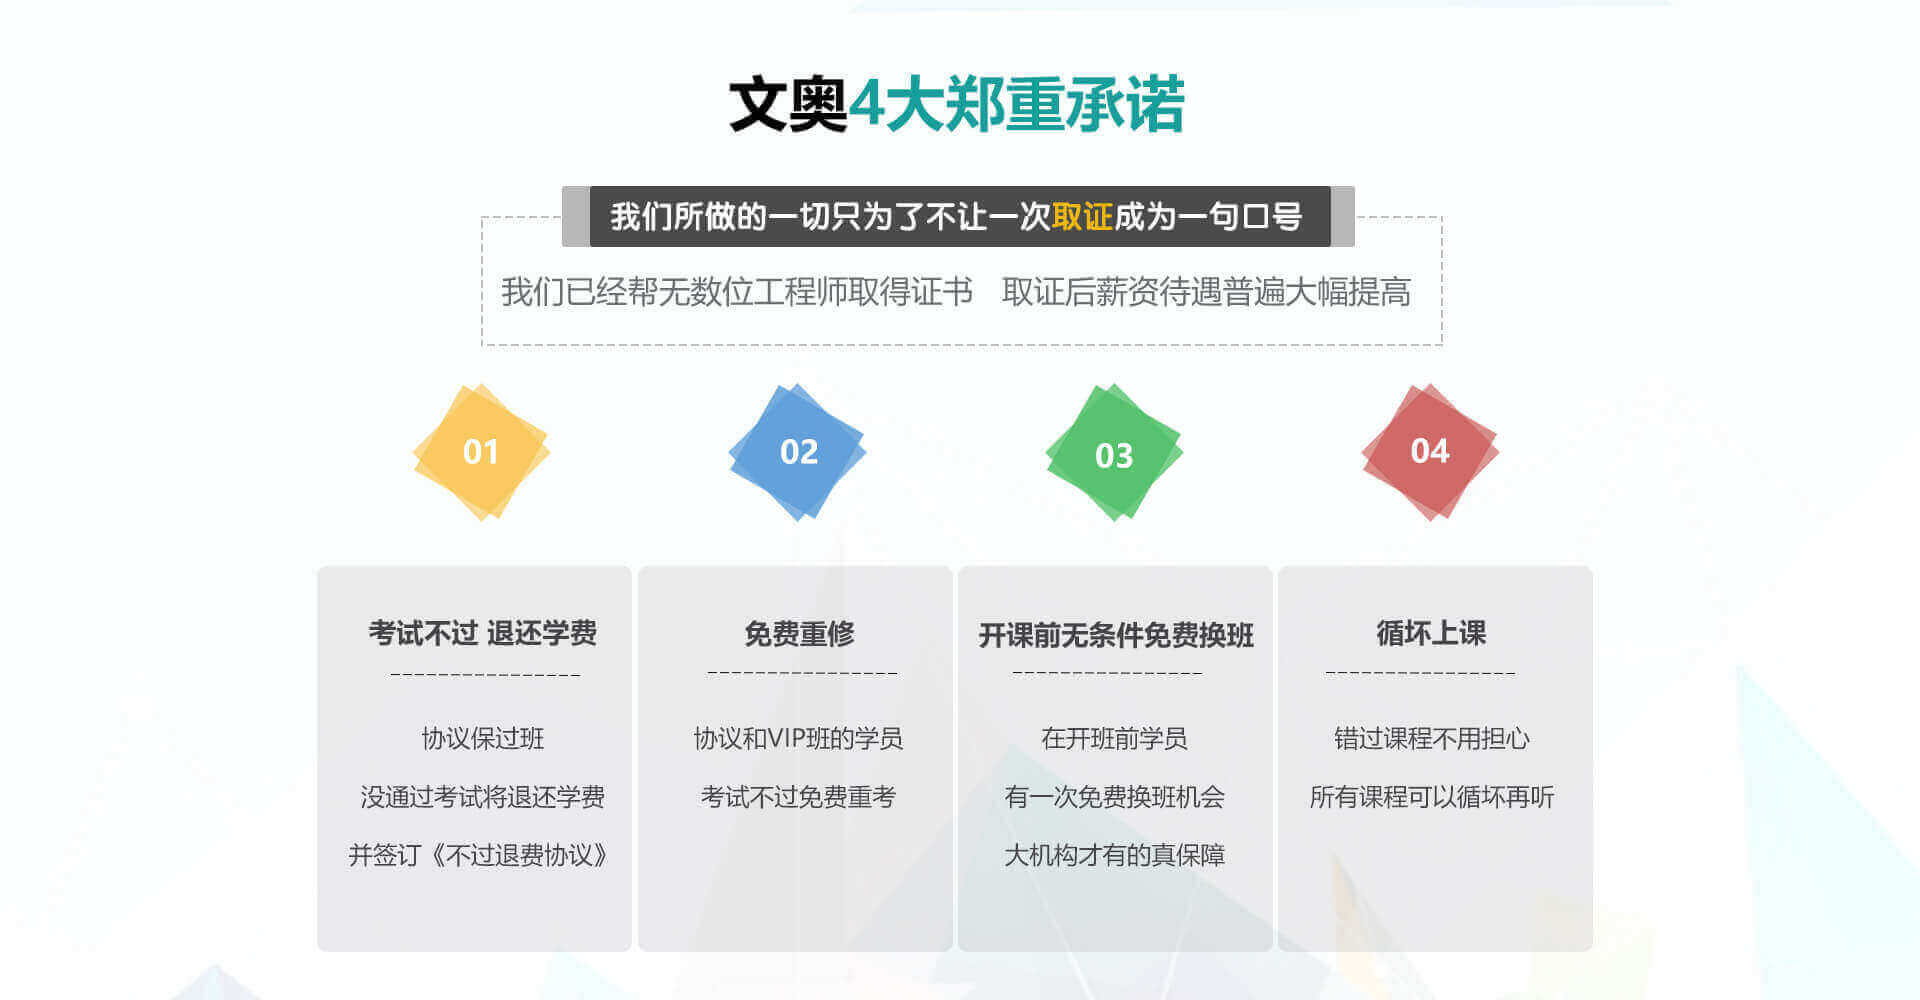 文奥4大郑重承诺
我们所做的一切只为了不让一次取证成为一句口号
我们已经帮无数位工程师取得证书 取证后薪资待遇普遍大幅提高
01
02
03
04
考试不过 退还学费
协议保过班
没通过考试将退还学费
并签订《不过退费协议》
免费重修
协议和VIP班的学员
考试不过免费重考
开课前无条件免费换班
在开班前学员
有一次免费换班机会
大机构才有的真保障
循坏上课
错过课程不用担心
所有课程可以循坏再听